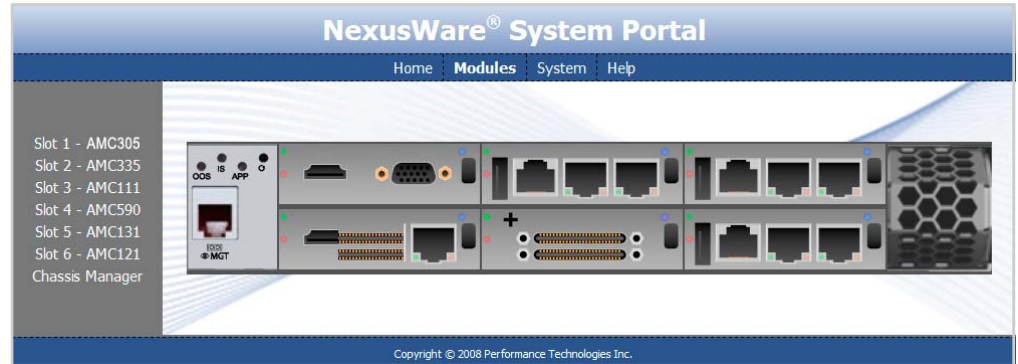 NexusWare® System Portal
Home Modules System Help
Slot 1 - AMC305
Slot 2 - AMC335
Slot 3 - AMC111
Slot 4 - AMC590
Slot 5 - AMC131
Slot 6 - AMC121
Chassis Manager
OOS IS APP O
MGT
Copyright © 2008 Performance Technologies Inc.